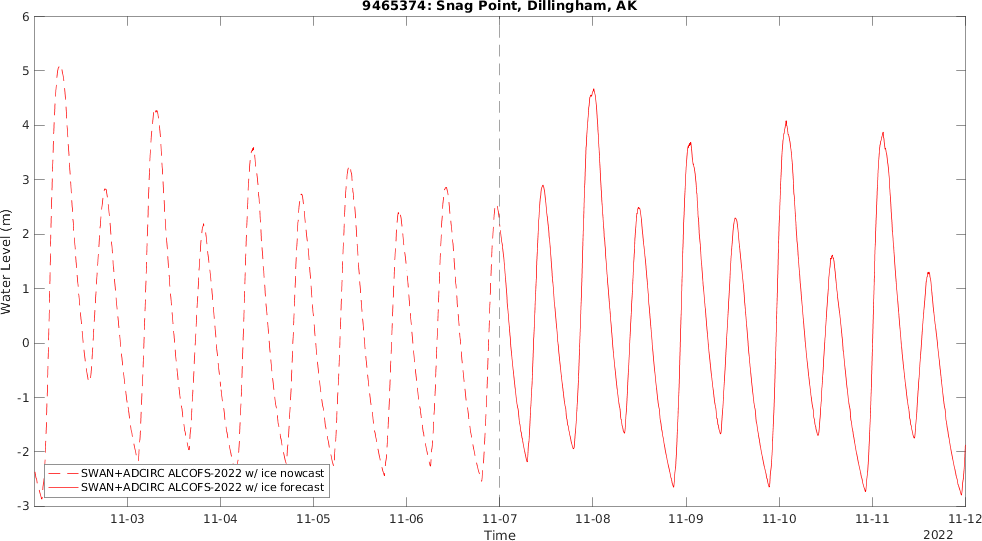 9465374: Snag Point, Dillingham, AK
6
5
4
3
2
1
0
-1
-2
-3
Water Level (m)
SWAN+ADCIRC ALCOFS-2022 w/ ice nowcast
SWAN+ADCIRC ALCOFS-2022 w/ ice forecast
11-03 11-04 11-05 11-06 11-07 11-08 11-09 11-10 11-11 11-12
Time
2022